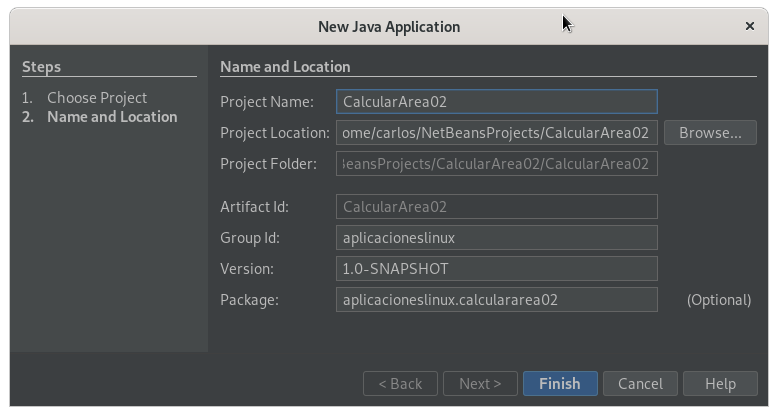 New Java Application
Steps
1. Choose Project
2. Name and Location
Name and Location
Project Name: CalcularArea02
Project Location: ome/carlos/NetBeansProjects/CalcularArea02 Browse...
Project Folder: BeansProjects/CalcularArea02/CalcularArea02
Artifact Id: CalcularArea02
Group Id: aplicacioneslinux
Version: 1.0-SNAPSHOT
Package: aplicacioneslinux.calculararea02 (Optional)
< Back Next > Finish Cancel Help